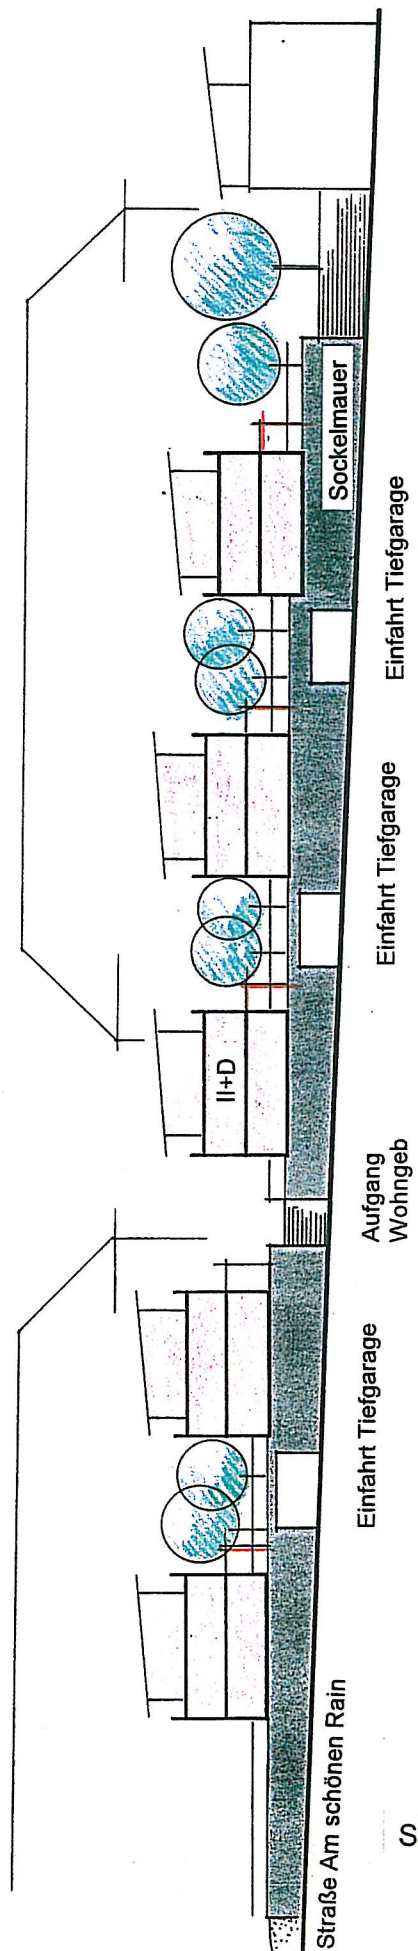 Straße Am schönen Rain
S
Einfahrt Tiefgarage
Aufgang
Wohngeb
II+D
Einfahrt Tiefgarage
Einfahrt Tiefgarage
Sockelmauer